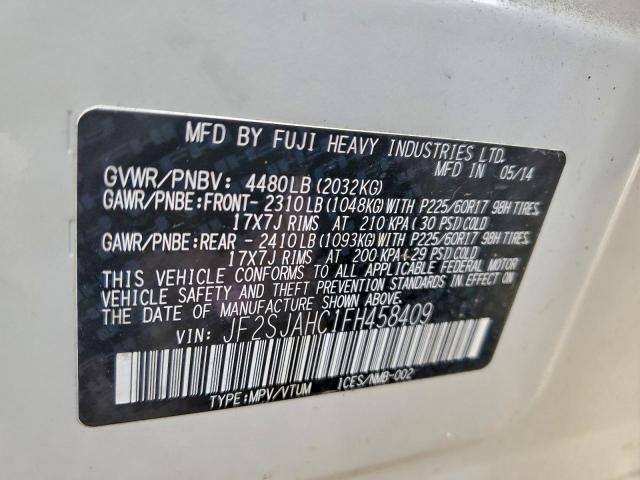 MFD BY FUJI HEAVY INDUSTRIES LTD.
MFD IN 05/14
GVWR/PNBV: 4480LB(2032KG)
GAWR/PNBE:FRONT- 2310LB(1048KG)WITH P225/60R17 98H TIRES,
17X7J RIMS AT 210 KPA(30 PSI)COLD
GAWR/PNBE:REAR - 2410LB(1093KG)WITH P225/60R17 98H TIRES,
17X7J RIMS AT 200 KPA(29 PSI)COLD
THIS VEHICLE CONFORMS TO ALL APPLICABLE FEDERAL MOTOR
VEHICLE SAFETY AND THEFT PREVENTION STANDARDS IN EFFECT ON
THE DATE OF MANUFACTURE SHOWN ABOVE.
VIN: JF2SJAHC1FH458409
TYPE:MPV/VTUM 1CES/NMB-002